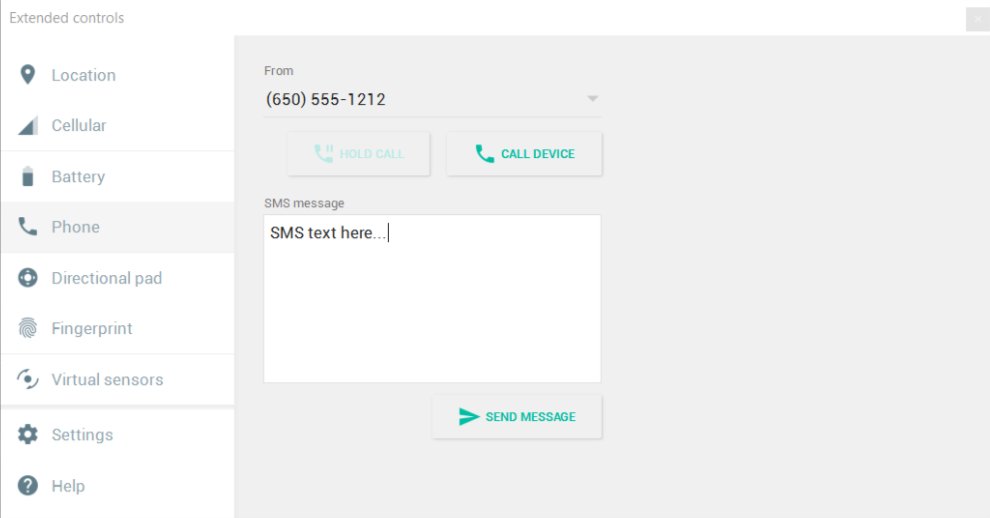 Extended controls
Location
Cellular
Battery
Phone
Directional pad
Fingerprint
Virtual sensors
Settings
Help
From
(650) 555-1212
HOLD CALL
CALL DEVICE
SMS message
SMS text here...
SEND MESSAGE